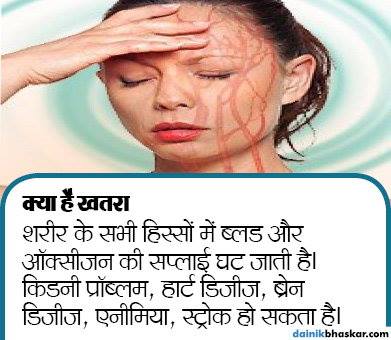 क्या है खतरा
शरीर के सभी हिस्सों में ब्लड और
ऑक्सीजन की सप्लाई घट जाती है।
किडनी प्रॉब्लम, हार्ट डिजीज, ब्रेन
डिजीज, एनीमिया, स्ट्रोक हो सकता है।
dainikbhaskar.com